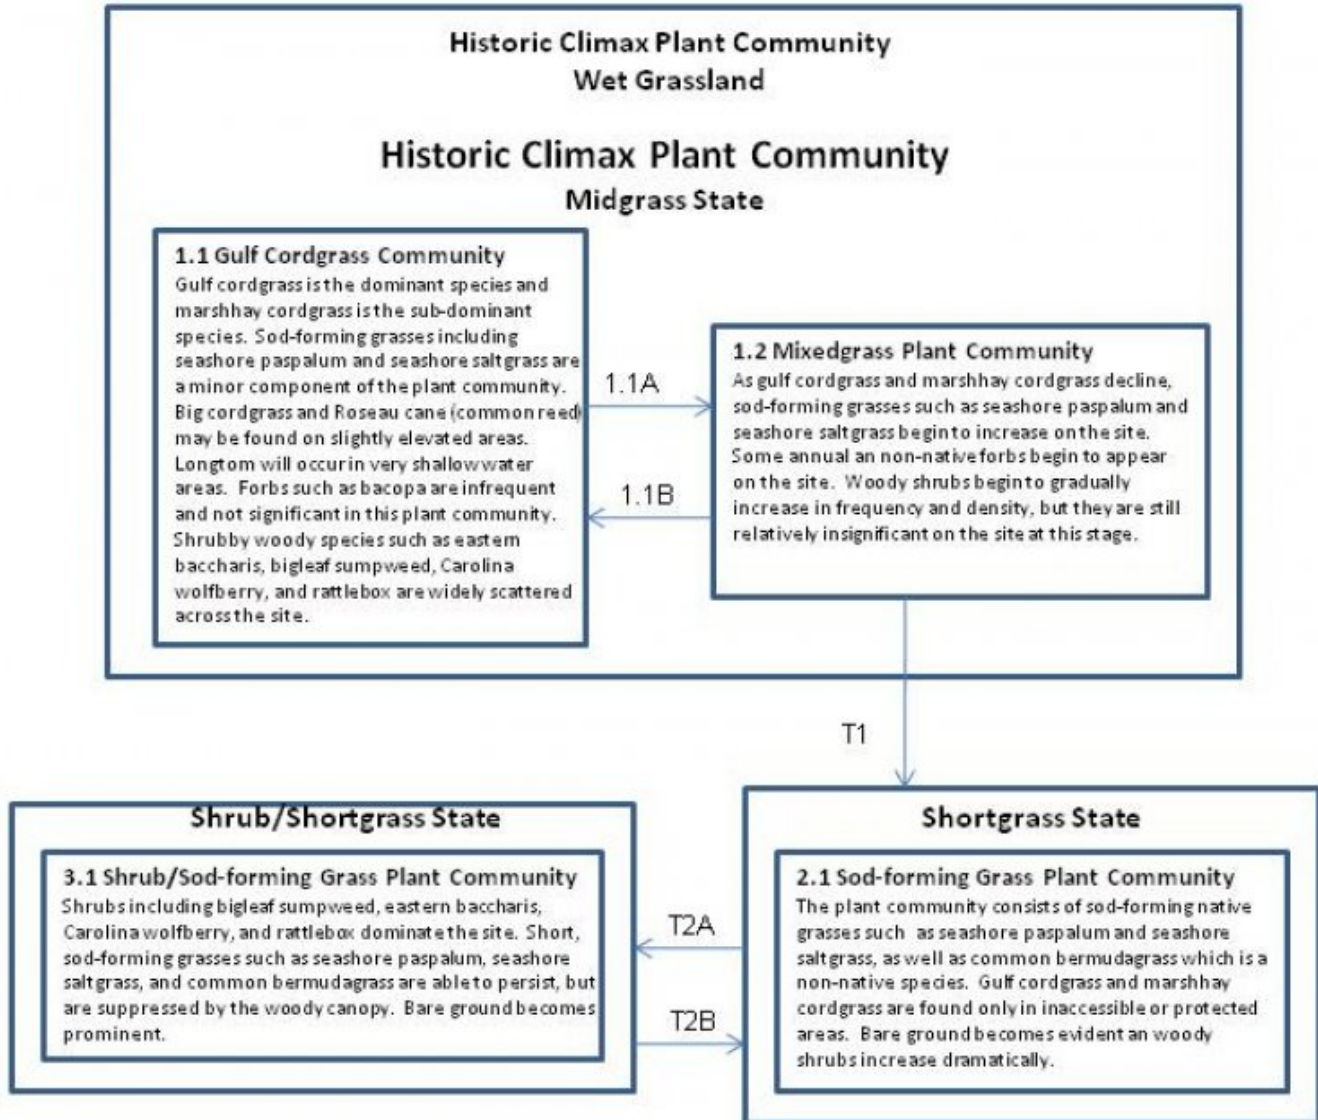 Historic Climax Plant Community
Wet Grassland
Historic Climax Plant Community
Midgrass State
1.1 Gulf Cordgrass Community
Gulf cordgrass is the dominant species and
marshhay cordgrass is the sub-dominant
species. Sod-forming grasses including
seashore paspalum and seashore saltgrass are
a minor component of the plant community.
Big cordgrass and Roseau cane (common reed)
may be found on slightly elevated areas.
Longtom will occur in very shallow water
areas. Forbs such as bacopa are infrequent
and not significant in this plant community.
Shrubby woody species such as eastern
baccharis, bigleaf sumpweed, Carolina
wolfberry, and rattlebox are widely scattered
across the site.
1.1A
1.1B
1.2 Mixedgrass Plant Community
As gulf cordgrass and marshhay cordgrass decline,
sod-forming grasses such as seashore paspalum and
seashore saltgrass begin to increase on the site.
Some annual an non-native forbs begin to appear
on the site. Woody shrubs begin to gradually
increase in frequency and density, but they are still
relatively insignificant on the site at this stage.
T1
Shrub/Shortgrass State
3.1 Shrub/Sod-forming Grass Plant Community
Shrubs including bigleaf sumpweed, eastern baccharis,
Carolina wolfberry, and rattlebox dominate the site. Short,
sod-forming grasses such as seashore paspalum, seashore
saltgrass, and common bermudagrass are able to persist, but
are suppressed by the woody canopy. Bare ground becomes
prominent.
T2A
T2B
Shortgrass State
2.1 Sod-forming Grass Plant Community
The plant community consists of sod-forming native
grasses such as seashore paspalum and seashore
saltgrass, as well as common bermudagrass which is a
non-native species. Gulf cordgrass and marshhay
cordgrass are found only in inaccessible or protected
areas. Bare ground becomes evident an woody
shrubs increase dramatically.